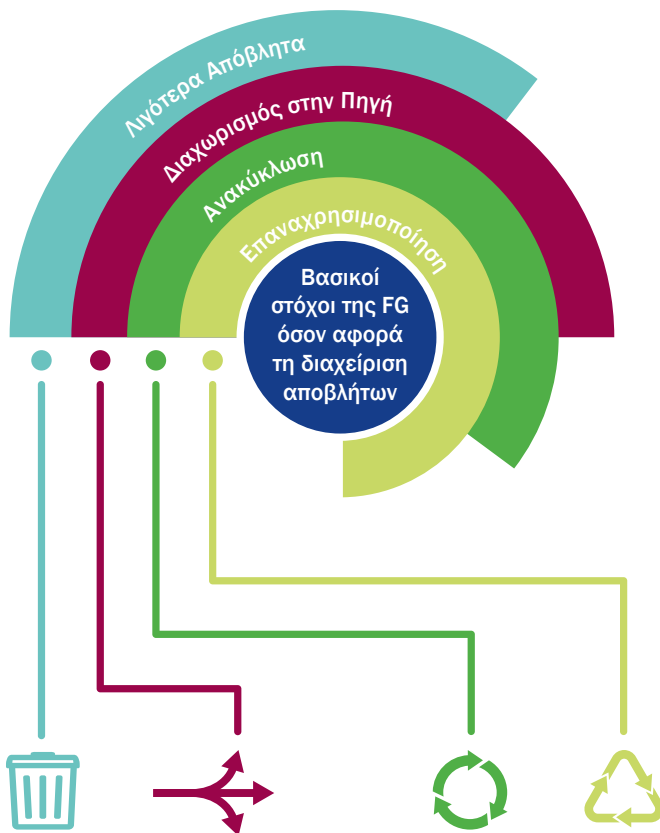 Λιγότερα Απόβλητα
Διαχωρισμός στην Πηγή
Ανακύκλωση
Επαναχρησιμοποίηση
Βασικοί
στόχοι της FG
όσον αφορά
τη διαχείριση
αποβλήτων